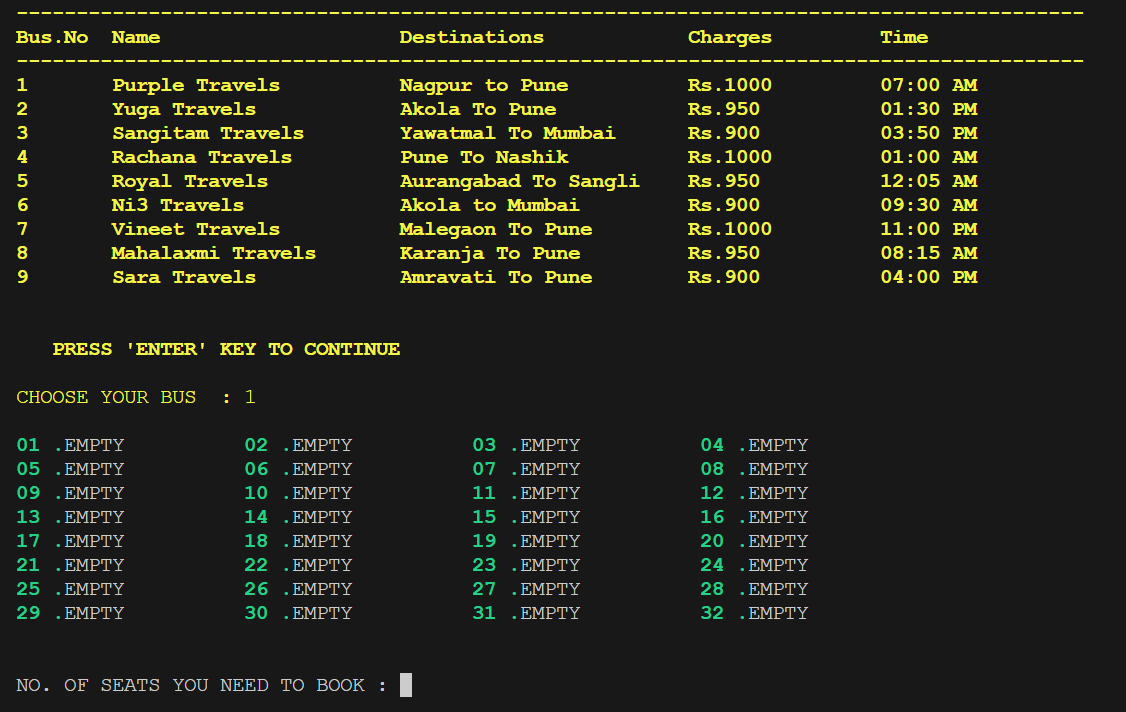 -----------------------------------------------------------------------------------------
Bus.No  Name                    Destinations            Charges         Time
-----------------------------------------------------------------------------------------
1       Purple Travels          Nagpur to Pune          Rs.1000         07:00 AM
2       Yuga Travels            Akola To Pune           Rs.950          01:30 PM
3       Sangitam Travels        Yawatmal To Mumbai      Rs.900          03:50 PM
4       Rachana Travels         Pune To Nashik          Rs.1000         01:00 AM
5       Royal Travels           Aurangabad To Sangli    Rs.950          12:05 AM
6       Ni3 Travels             Akola to Mumbai         Rs.900          09:30 AM
7       Vineet Travels          Malegaon To Pune        Rs.1000         11:00 PM
8       Mahalaxmi Travels       Karanja To Pune         Rs.950          08:15 AM
9       Sara Travels            Amravati To Pune        Rs.900          04:00 PM
PRESS 'ENTER' KEY TO CONTINUE
CHOOSE YOUR BUS  : 1
01 .EMPTY          02 .EMPTY          03 .EMPTY          04 .EMPTY
05 .EMPTY          06 .EMPTY          07 .EMPTY          08 .EMPTY
09 .EMPTY          10 .EMPTY          11 .EMPTY          12 .EMPTY
13 .EMPTY          14 .EMPTY          15 .EMPTY          16 .EMPTY
17 .EMPTY          18 .EMPTY          19 .EMPTY          20 .EMPTY
21 .EMPTY          22 .EMPTY          23 .EMPTY          24 .EMPTY
25 .EMPTY          26 .EMPTY          27 .EMPTY          28 .EMPTY
29 .EMPTY          30 .EMPTY          31 .EMPTY          32 .EMPTY
NO. OF SEATS YOU NEED TO BOOK :